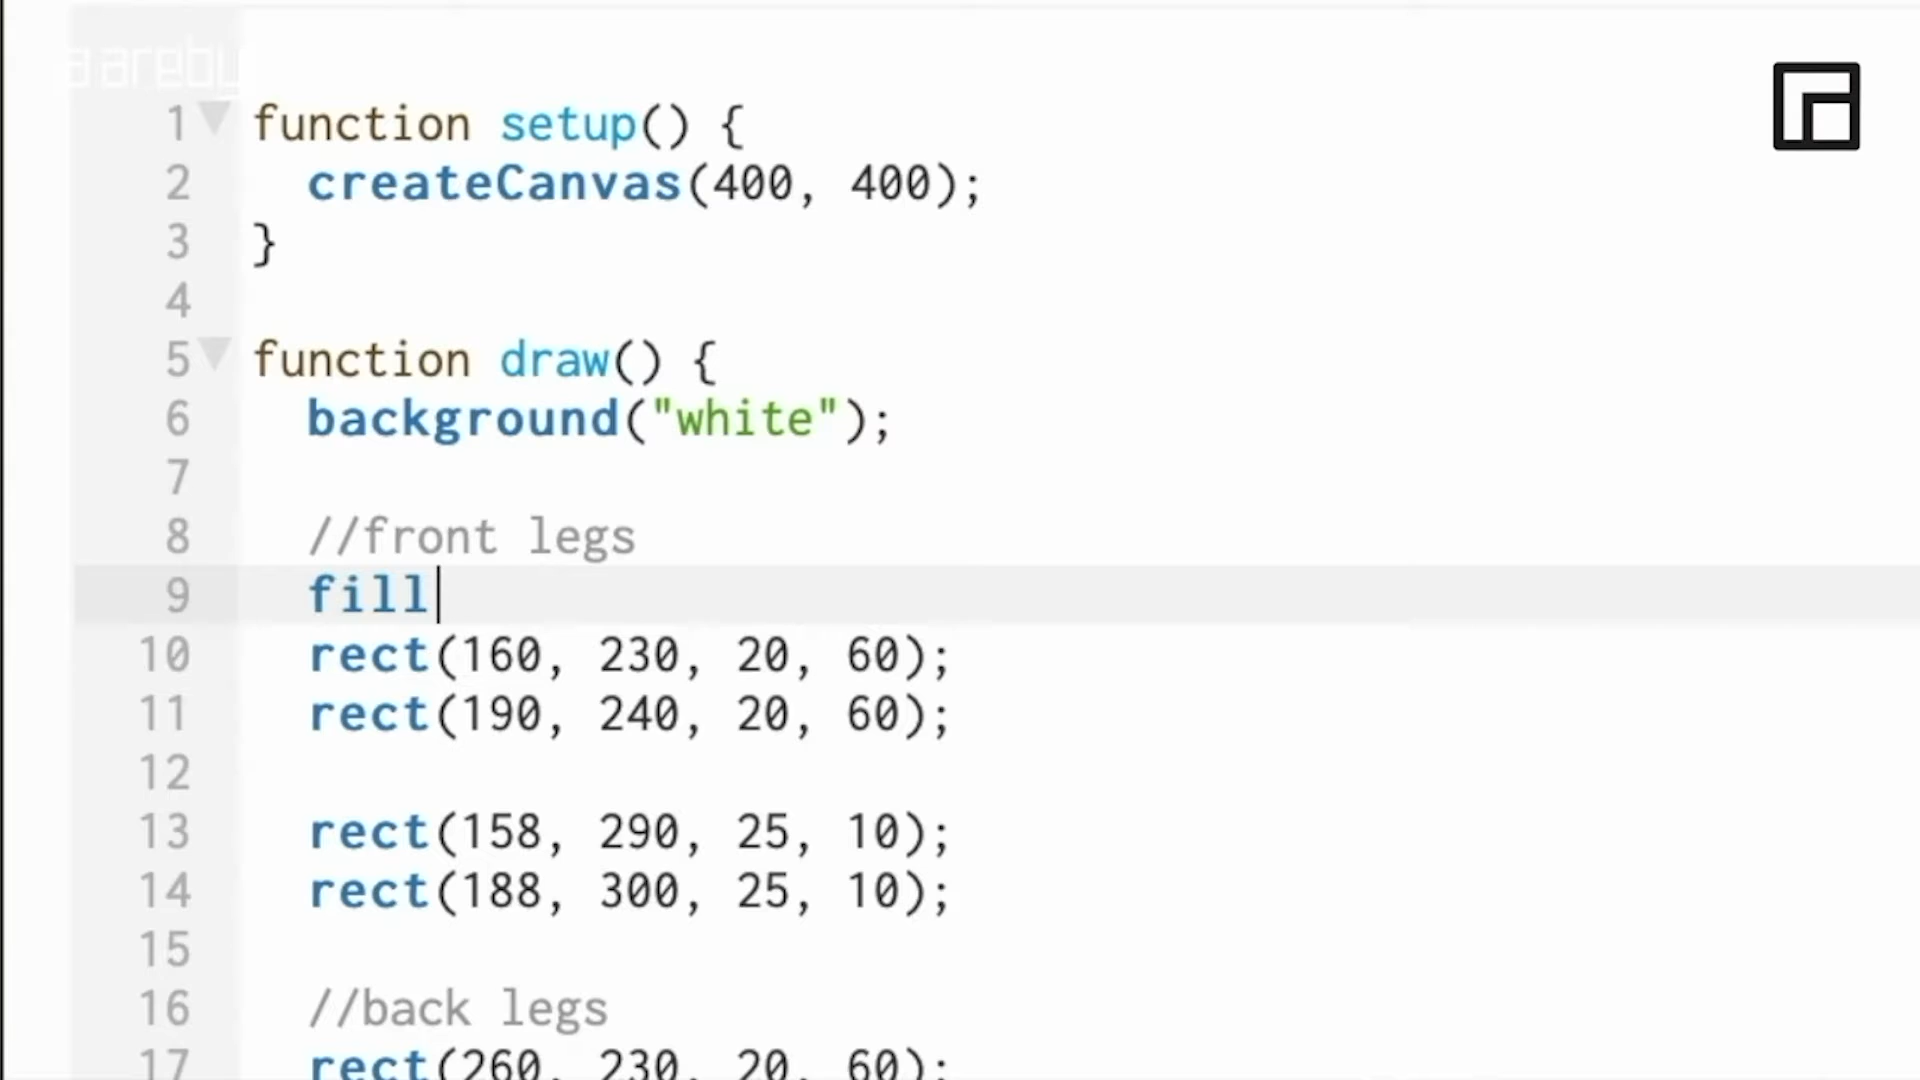 1 function setup() {
2 createCanvas(400, 400);
3 }
4
5 function draw() {
6 background("white");
7
8 //front legs
9 fill
10 rect(160, 230, 20, 60);
11 rect(190, 240, 20, 60);
12
13 rect(158, 290, 25, 10);
14 rect(188, 300, 25, 10);
15
16 //back legs
17 rect(260, 230, 20, 60);